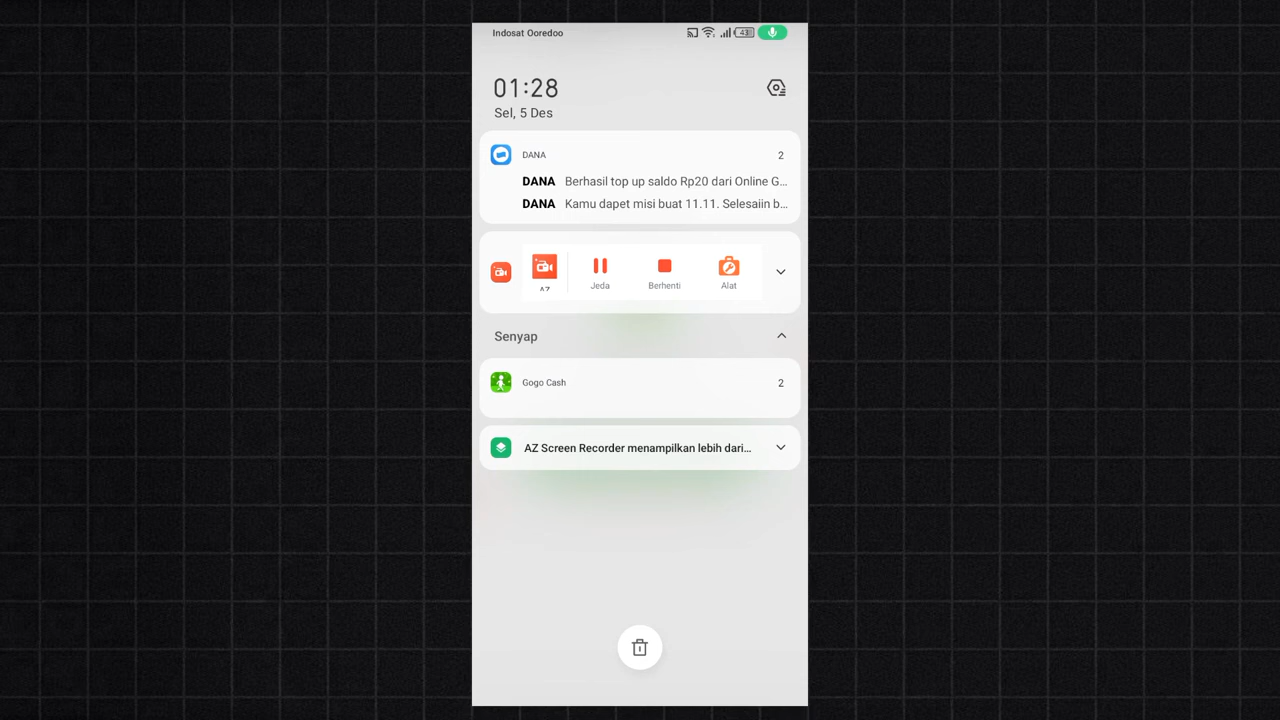 Indosat Ooredoo
43
01:28
Sel, 5 Des
DANA 2
DANA Berhasil top up saldo Rp20 dari Online G...
DANA Kamu dapet misi buat 11.11. Selesaiin b...
Jeda Berhenti Alat
Senyap
Gogo Cash 2
AZ Screen Recorder menampilkan lebih dari...